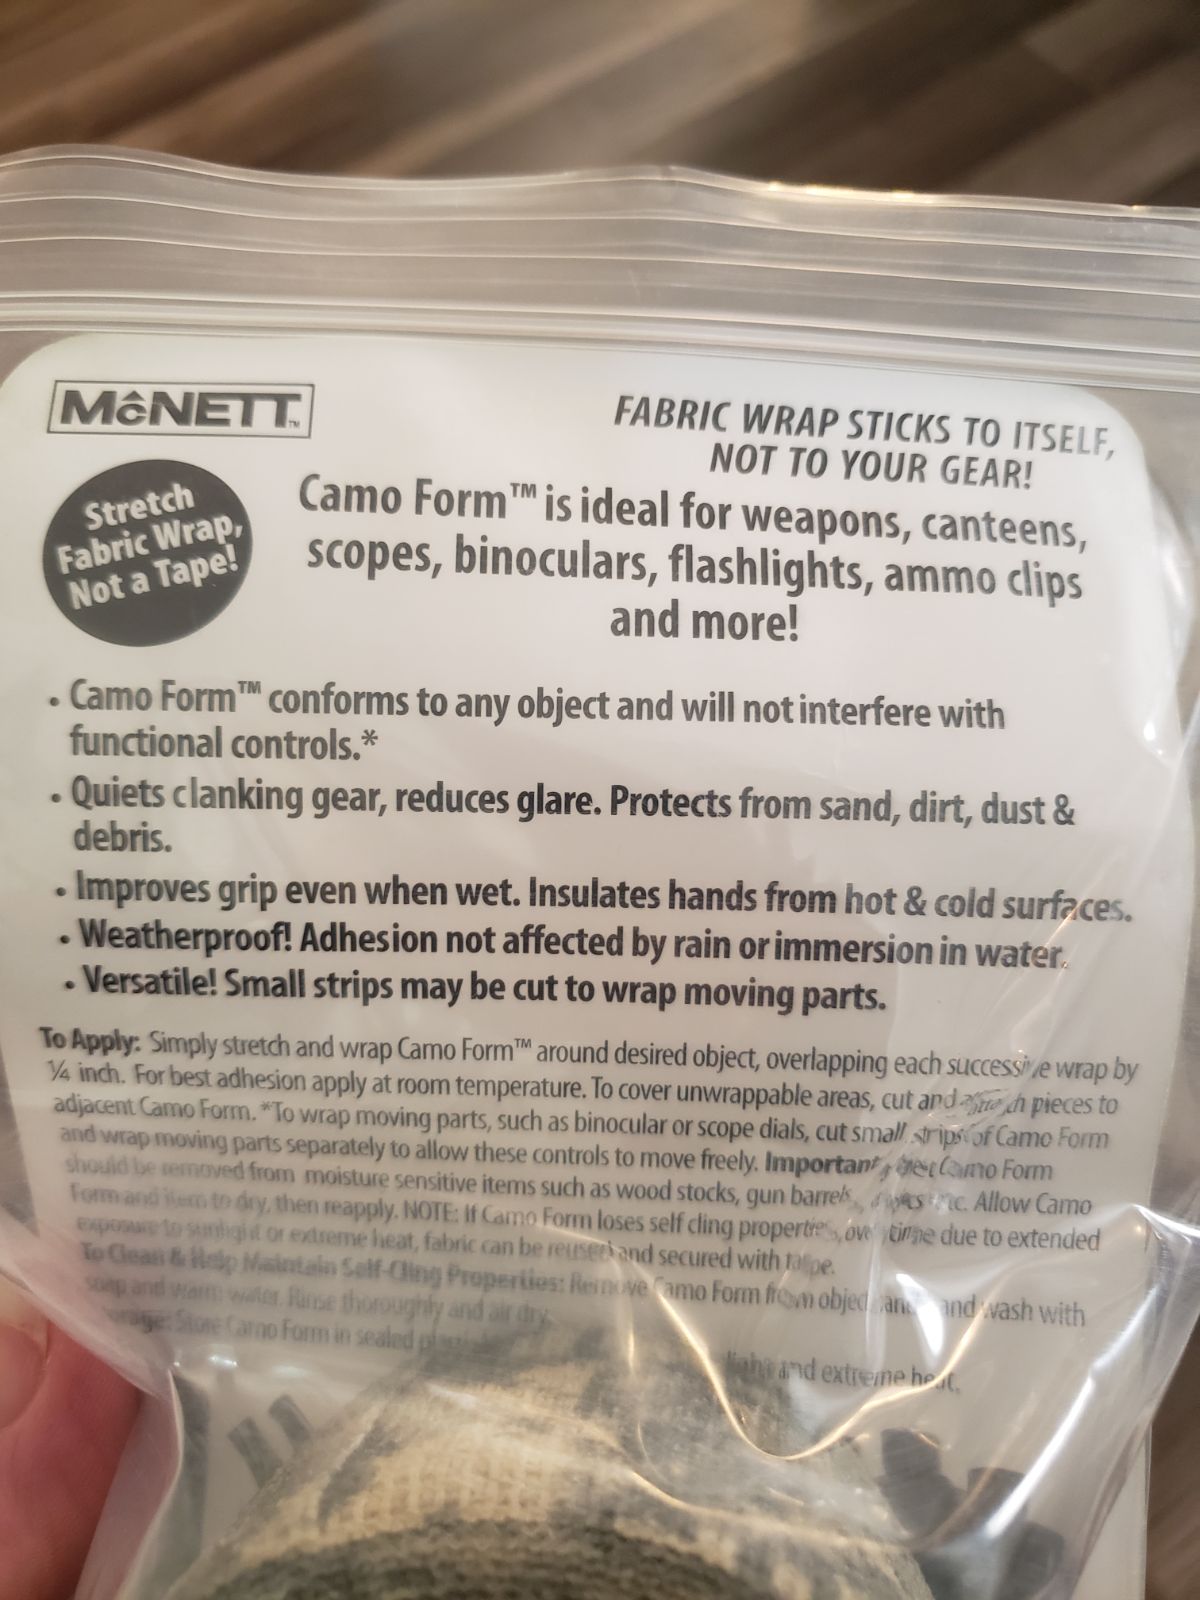 McNETT™
FABRIC WRAP STICKS TO ITSELF,
NOT TO YOUR GEAR!
Stretch
Fabric Wrap,
Not a Tape!
Camo Form™ is ideal for weapons, canteens,
scopes, binoculars, flashlights, ammo clips
and more!
• Camo Form™ conforms to any object and will not interfere with
functional controls.*
• Quiets clanking gear, reduces glare. Protects from sand, dirt, dust &
debris.
• Improves grip even when wet. Insulates hands from hot & cold surfaces.
• Weatherproof! Adhesion not affected by rain or immersion in water.
• Versatile! Small strips may be cut to wrap moving parts.
To Apply: Simply stretch and wrap Camo Form™ around desired object, overlapping each successive wrap by
¼ inch. For best adhesion apply at room temperature. To cover unwrappable areas, cut and pieces to
adjacent Camo Form. *To wrap moving parts, such as binocular or scope dials, cut small strips of Camo Form
and wrap moving parts separately to allow these controls to move freely. Important: Wet Camo Form
should be removed from moisture sensitive items such as wood stocks, gun barrels, etc. Allow Camo
Form and item to dry, then reapply. NOTE: If Camo Form loses self cling properties, over time due to extended
exposure to sunlight or extreme heat, fabric can be reused and secured with tape.
To Clean & Help Maintain Self-Cling Properties: Remove Camo Form from object and wash with
soap and warm water. Rinse thoroughly and air dry.
Storage: Store Camo Form in sealed
light and extreme heat.